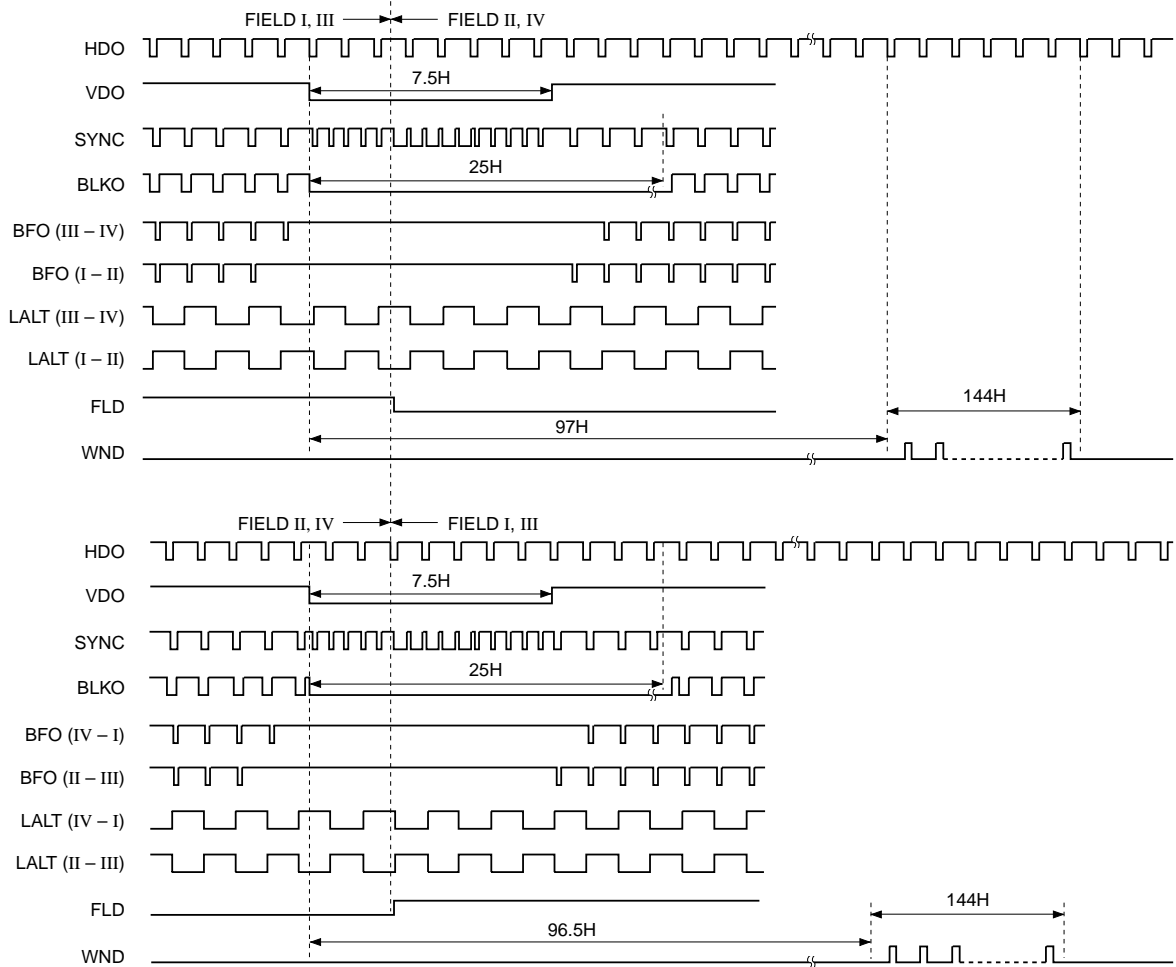 FIELD I, III FIELD II, IV
HDO
7.5H
VDO
SYNC
25H
BLKO
BFO (III – IV)
BFO (I – II)
LALT (III – IV)
LALT (I – II)
144H
FLD
97H
WND
FIELD II, IV FIELD I, III
HDO
7.5H
VDO
SYNC
25H
BLKO
BFO (IV – I)
BFO (II – III)
LALT (IV – I)
LALT (II – III)
144H
FLD
96.5H
WND